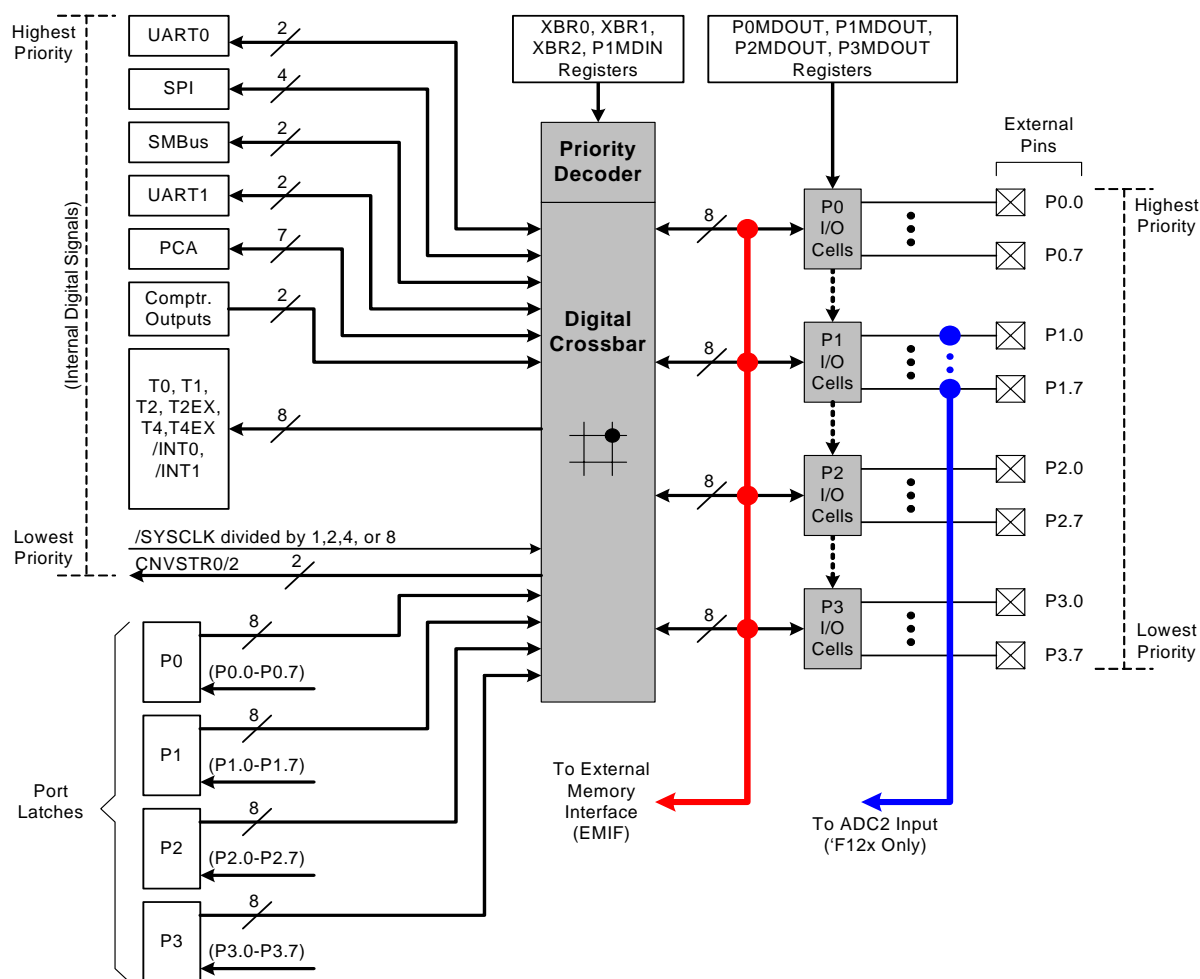 Highest
Priority
UART0
2
SPI
4
SMBus
2
UART1
2
PCA
7
Comptr.
Outputs
2
T0, T1,
T2, T2EX,
T4,T4EX
/INT0,
/INT1
8
(Internal Digital Signals)
Lowest
Priority
/SYSCLK divided by 1,2,4, or 8
CNVSTR0/2
2
Port
Latches
P0
8
(P0.0-P0.7)
P1
8
(P1.0-P1.7)
P2
8
(P2.0-P2.7)
P3
8
(P3.0-P3.7)
XBR0, XBR1,
XBR2, P1MDIN
Registers
Priority
Decoder
Digital
Crossbar
P0MDOUT, P1MDOUT,
P2MDOUT, P3MDOUT
Registers
External
Pins
8
P0
I/O
Cells
P0.0
P0.7
8
P1
I/O
Cells
P1.0
P1.7
8
P2
I/O
Cells
P2.0
P2.7
8
P3
I/O
Cells
P3.0
P3.7
Highest
Priority
Lowest
Priority
To External
Memory
Interface
(EMIF)
To ADC2 Input
(‘F12x Only)